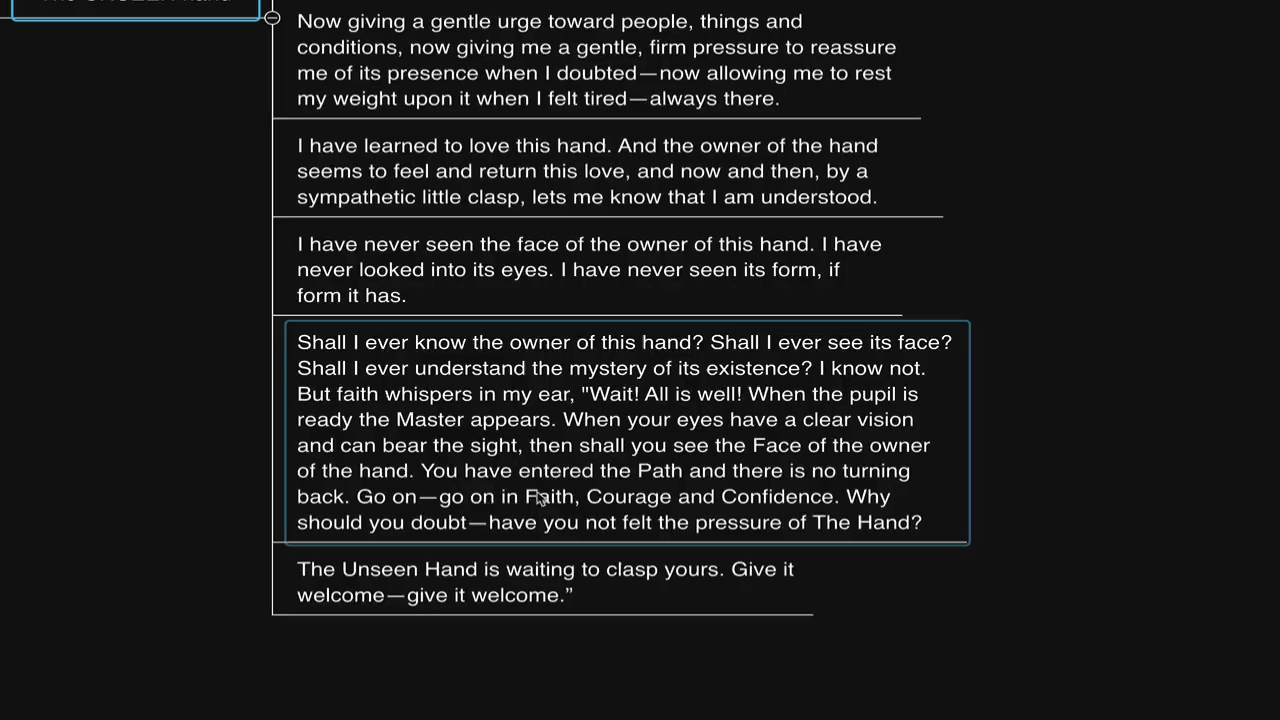 The UNSEEN hand
Now giving a gentle urge toward people, things and
conditions, now giving me a gentle, firm pressure to reassure
me of its presence when I doubted—now allowing me to rest
my weight upon it when I felt tired—always there.
I have learned to love this hand. And the owner of the hand
seems to feel and return this love, and now and then, by a
sympathetic little clasp, lets me know that I am understood.
I have never seen the face of the owner of this hand. I have
never looked into its eyes. I have never seen its form, if
form it has.
Shall I ever know the owner of this hand? Shall I ever see its face?
Shall I ever understand the mystery of its existence? I know not.
But faith whispers in my ear, "Wait! All is well! When the pupil is
ready the Master appears. When your eyes have a clear vision
and can bear the sight, then shall you see the Face of the owner
of the hand. You have entered the Path and there is no turning
back. Go on—go on in Faith, Courage and Confidence. Why
should you doubt—have you not felt the pressure of The Hand?
The Unseen Hand is waiting to clasp yours. Give it
welcome—give it welcome.”